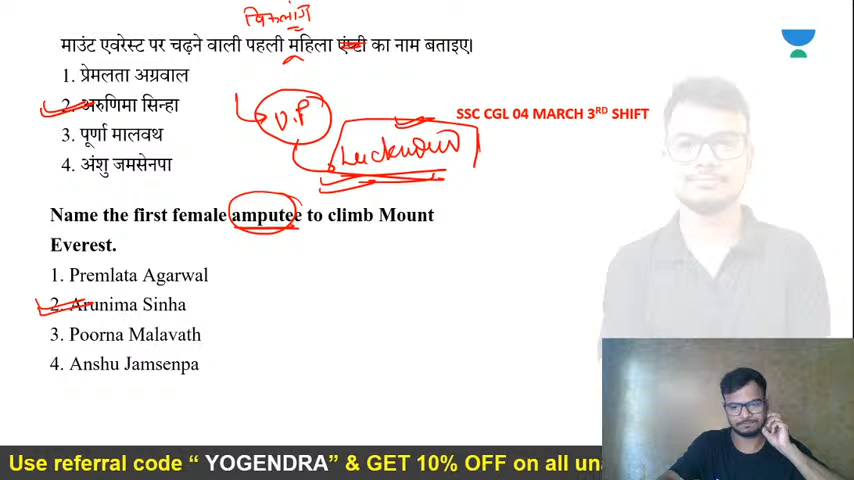 विकलांग
माउंट एवरेस्ट पर चढ़ने वाली पहली महिला एंप्टी का नाम बताइए।
1. प्रेमलता अग्रवाल
2. अरुणिमा सिन्हा
3. पूर्णा मालवथ
4. अंशु जमसेनपा
U.P
SSC CGL 04 MARCH 3RD SHIFT
Lucknow
Name the first female amputee to climb Mount
Everest.
1. Premlata Agarwal
2. Arunima Sinha
3. Poorna Malavath
4. Anshu Jamsenpa
Use referral code “ YOGENDRA” & GET 10% OFF on all una